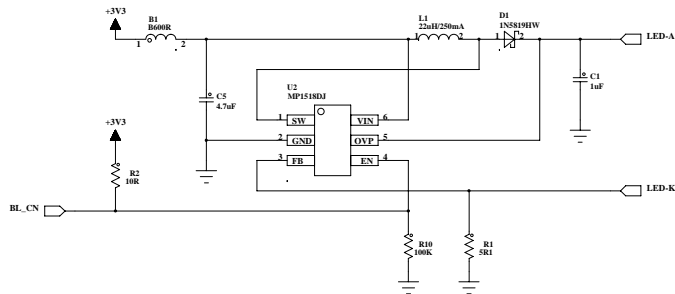 +3V3
B1
B600R
1 2
L1
22uH/250mA
1 2
D1
1N5819HW
1 2
LED-A
C5
4.7uF
U2
MP1518DJ
C1
1uF
1 SW VIN 6
2 GND OVP 5
3 FB EN 4
+3V3
R2
10R
LED-K
BL_CN
R10
100K
R1
5R1